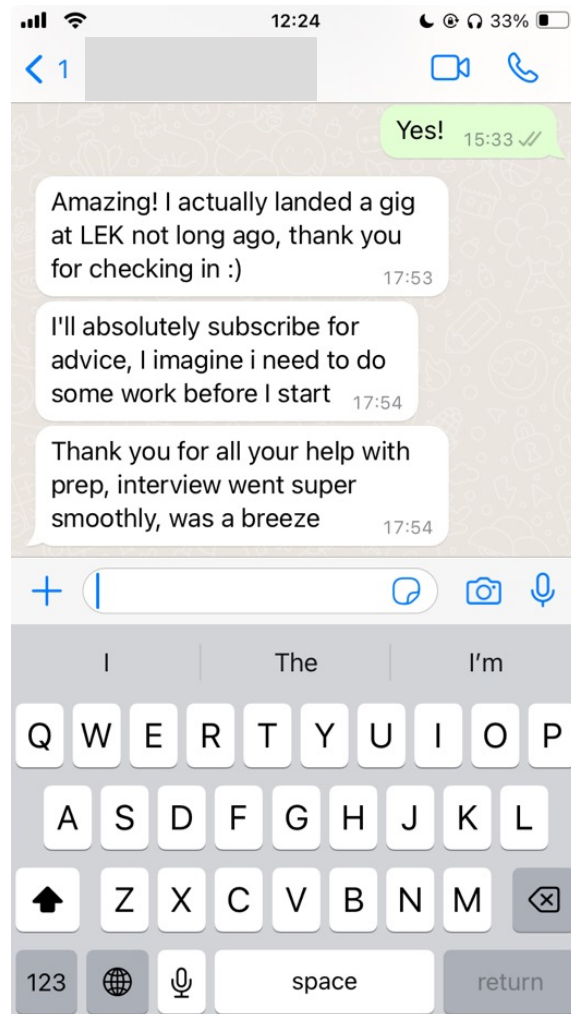 12:24
33%
1
Yes!
15:33
Amazing! I actually landed a gig
at LEK not long ago, thank you
for checking in :)
17:53
I'll absolutely subscribe for
advice, I imagine i need to do
some work before I start
17:54
Thank you for all your help with
prep, interview went super
smoothly, was a breeze
17:54
I The I'm
Q W E R T Y U I O P
A S D F G H J K L
Z X C V B N M
123 space return